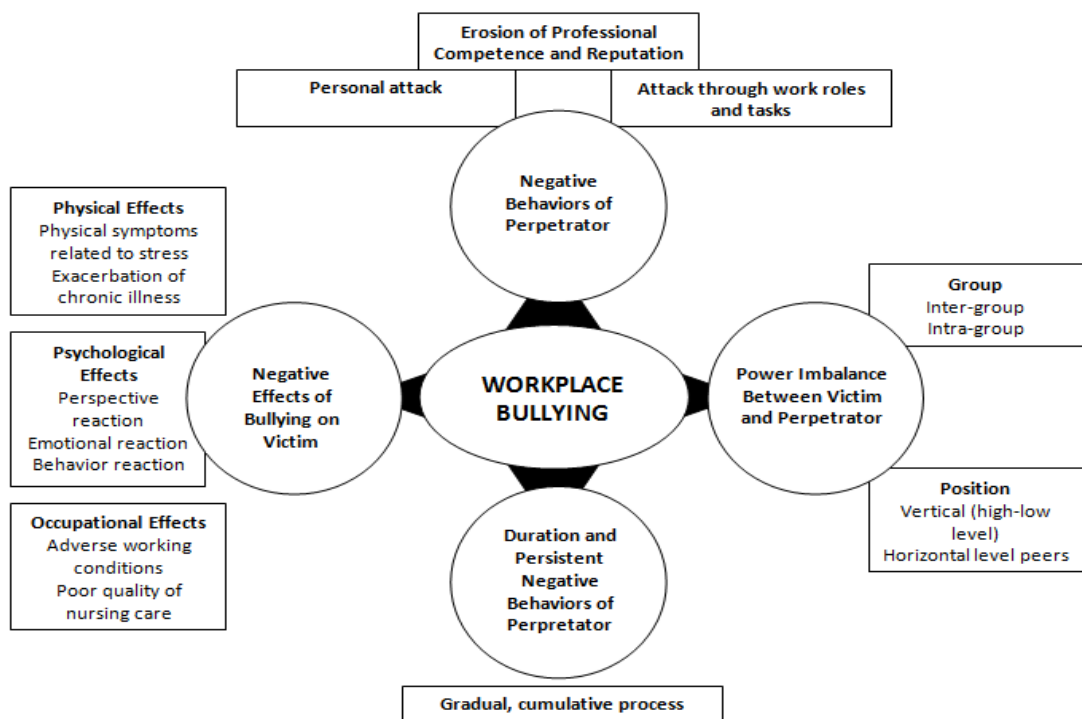 Erosion of Professional
Competence and Reputation
Personal attack
Attack through work roles
and tasks
Negative
Behaviors of
Perpetrator
Physical Effects
Physical symptoms
related to stress
Exacerbation of
chronic illness
Group
Inter-group
Intra-group
Psychological
Effects
Perspective
reaction
Emotional reaction
Behavior reaction
Negative
Effects of
Bullying on
Victim
WORKPLACE
BULLYING
Power Imbalance
Between Victim
and Perpetrator
Occupational Effects
Adverse working
conditions
Poor quality of
nursing care
Duration and
Persistent
Negative
Behaviors of
Perpretator
Position
Vertical (high-low
level)
Horizontal level peers
Gradual, cumulative process